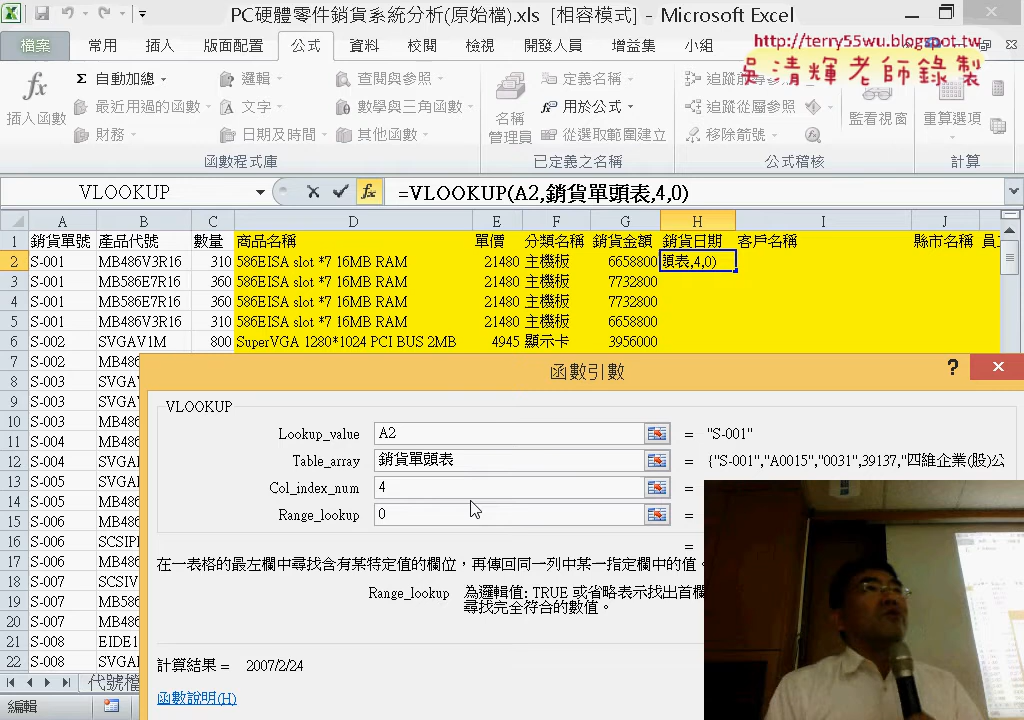 PC硬體零件銷貨系統分析(原始檔).xls [相容模式] - Microsoft Excel
檔案 常用 插入 版面配置 公式 資料 校閱 檢視 開發人員 增益集 小組
http://terry55wu.blogspot.tw
吳清輝老師錄製
fx Σ 自動加總 邏輯 查閱與參照 定義名稱
插入函數 最近用過的函數 文字 數學與三角函數 名稱管理員 用於公式 追蹤從屬參照 監看視窗 重算選項
財務 日期及時間 其他函數 從選取範圍建立 移除箭號
函數程式庫 已定義之名稱 公式稽核 計算
VLOOKUP fx =VLOOKUP(A2,銷貨單頭表,4,0)
A B C D E F G H I J
1 銷貨單號 產品代號 數量 商品名稱 單價 分類名稱 銷貨金額 銷貨日期 客戶名稱 縣市名稱
2 S-001 MB486V3R16 310 586EISA slot *7 16MB RAM 21480 主機板 6658800 頭表,4,0)
3 S-001 MB586E7R16 360 586EISA slot *7 16MB RAM 21480 主機板 7732800
4 S-001 MB586E7R16 360 586EISA slot *7 16MB RAM 21480 主機板 7732800
5 S-001 MB486V3R16 310 586EISA slot *7 16MB RAM 21480 主機板 6658800
6 S-002 SVGAV1M 800 SuperVGA 1280*1024 PCI BUS 2MB 4945 顯示卡 3956000
7 S-002 MB486
8 S-003 SVGAV
9 S-003 SVGAV
10 S-003 MB486
11 S-004 MB486
12 S-004 SVGAI
13 S-005 SVGAV
14 S-005 MB486
15 S-006 MB486
16 S-006 SCSIPI
17 S-006 MB486
18 S-007 SCSIV
19 S-007 MB586
20 S-007 MB486
21 S-008 EIDE1
22 S-008 SVGAI
函數引數
VLOOKUP
Lookup_value A2 = "S-001"
Table_array 銷貨單頭表 = {"S-001","A0015","0031",39137,"四維企業(股)公
Col_index_num 4 =
Range_lookup 0 =
=
在一表格的最左欄中尋找含有某特定值的欄位，再傳回同一列中某一指定欄中的值。
Range_lookup 為邏輯值: TRUE 或省略表示找出首欄
尋找完全符合的數值。
計算結果 = 2007/2/24
函數說明(H)
代號檔
編輯